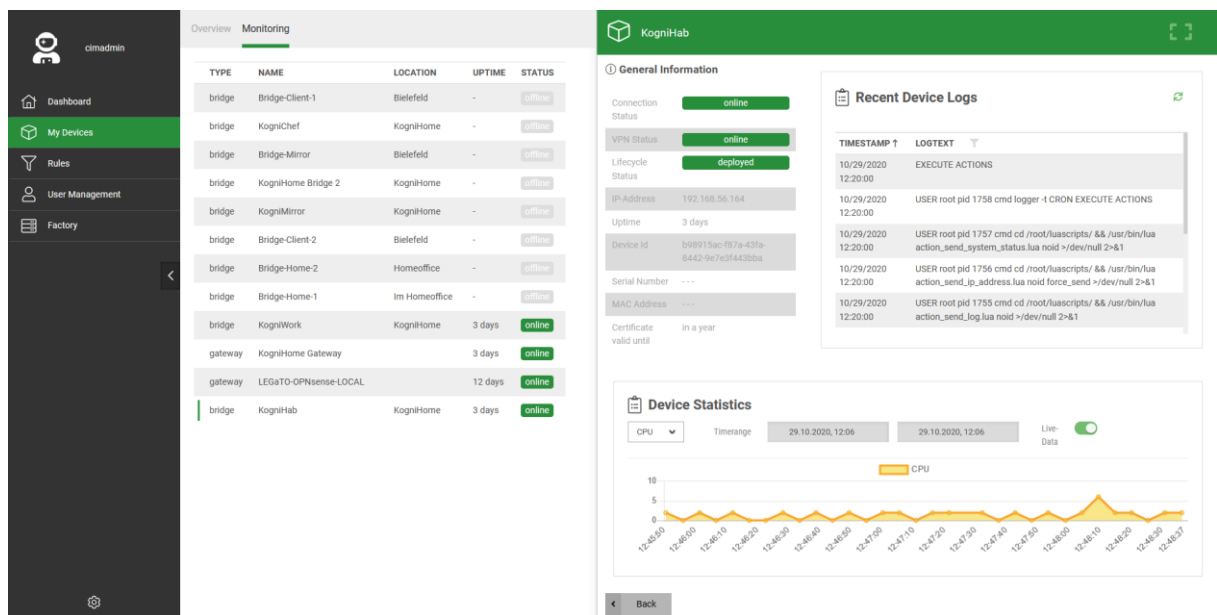 cimadmin
Dashboard
My Devices
Rules
User Management
Factory
Overview Monitoring
TYPE NAME LOCATION UPTIME STATUS
bridge Bridge-Client-1 Bielefeld - offline
bridge KogniChef KogniHome - offline
bridge Bridge-Mirror Bielefeld - offline
bridge KogniHome Bridge 2 KogniHome - offline
bridge KogniMirror KogniHome - offline
bridge Bridge-Client-2 Bielefeld - offline
bridge Bridge-Home-2 Homeoffice - offline
bridge Bridge-Home-1 Im Homeoffice - offline
bridge KogniWork KogniHome 3 days online
gateway KogniHome Gateway 3 days online
gateway LEGaTO-OPNsense-LOCAL 12 days online
bridge KogniHab KogniHome 3 days online
KogniHab
General Information
Connection
Status
online
VPN Status online
Lifecycle
Status
deployed
IP-Address 192.168.56.164
Uptime 3 days
Device Id b98915ac-f87a-43fa-
8442-9e7e3f443bba
Serial Number - - -
MAC Address - - -
Certificate
valid until
in a year
Recent Device Logs
TIMESTAMP ↑ LOGTEXT
10/29/2020
12:20:00
EXECUTE ACTIONS
10/29/2020
12:20:00
USER root pid 1758 cmd logger -t CRON EXECUTE ACTIONS
10/29/2020
12:20:00
USER root pid 1757 cmd cd /root/luascripts/ && /usr/bin/lua
action_send_system_status.lua noid >/dev/null 2>&1
10/29/2020
12:20:00
USER root pid 1756 cmd cd /root/luascripts/ && /usr/bin/lua
action_send_ip_address.lua noid force_send >/dev/null 2>&1
10/29/2020
12:20:00
USER root pid 1755 cmd cd /root/luascripts/ && /usr/bin/lua
action_send_log.lua noid >/dev/null 2>&1
Device Statistics
CPU Timerange 29.10.2020, 12:06 29.10.2020, 12:06 Live-
Data
CPU
10
5
0
12:45:50 12:46:00 12:46:10 12:46:20 12:46:30 12:46:40 12:46:50 12:47:00 12:47:10 12:47:20 12:47:30 12:47:40 12:47:50 12:48:00 12:48:10 12:48:20 12:48:30 12:48:37
Back